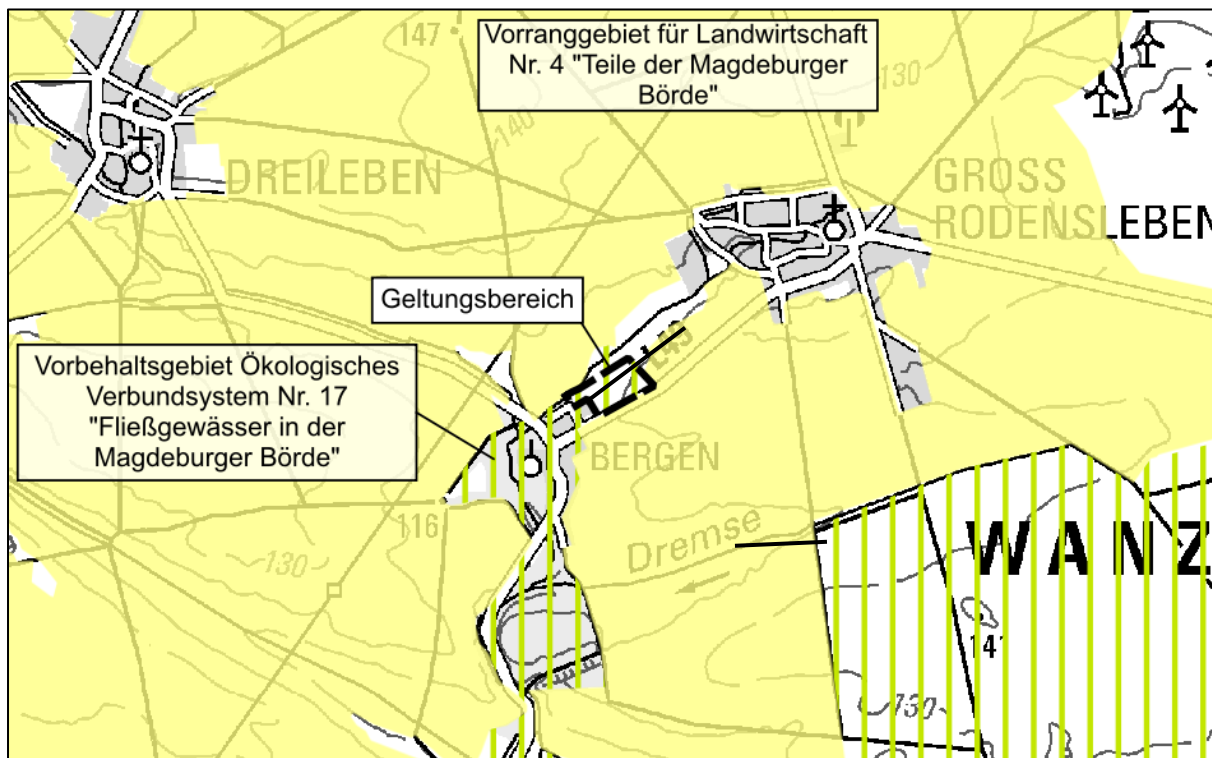 147
Vorranggebiet für Landwirtschaft
Nr. 4 "Teile der Magdeburger
Börde"
130
140
DREILEBEN
GROSS
RODENSLEBEN
Geltungsbereich
Vorbehaltsgebiet Ökologisches
Verbundsystem Nr. 17
"Fließgewässer in der
Magdeburger Börde"
BERGEN
116
130
Dremse
WANZ
14
130